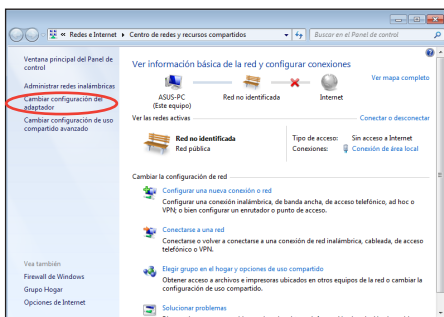 « Redes e Internet ▸ Centro de redes y recursos compartidos
Buscar en el Panel de control
Ventana principal del Panel de
control
Administrar redes inalámbricas
Cambiar configuración del
adaptador
Cambiar configuración de uso
compartido avanzado
Vea también
Firewall de Windows
Grupo Hogar
Opciones de Internet
Ver información básica de la red y configurar conexiones
Ver mapa completo
ASUS-PC
(Este equipo)
Red no identificada
Internet
Ver las redes activas
Conectar o desconectar
Red no identificada
Red pública
Tipo de acceso: Sin acceso a Internet
Conexiones: Conexión de área local
Cambiar la configuración de red
Configurar una nueva conexión o red
Configurar una conexión inalámbrica, de banda ancha, de acceso telefónico, ad hoc o
VPN; o bien configurar un enrutador o punto de acceso.
Conectarse a una red
Conectarse o volver a conectarse a una conexión de red inalámbrica, cableada, de acceso
telefónico o VPN.
Elegir grupo en el hogar y opciones de uso compartido
Obtener acceso a archivos e impresoras ubicados en otros equipos de la red o cambiar la
configuración de uso compartido.
Solucionar problemas